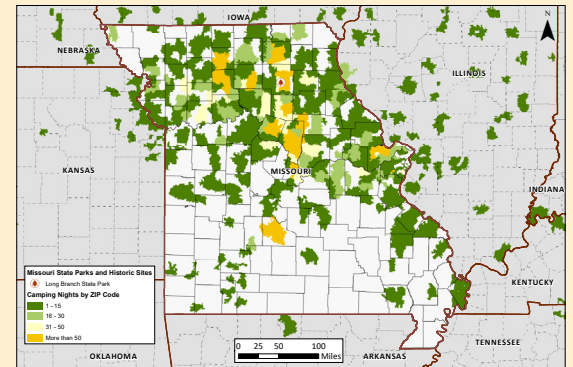 IOWA
N
NEBRASKA
ILLINOIS
KANSAS
MISSOURI
INDIANA
Missouri State Parks and Historic Sites
Long Branch State Park
Camping Nights by ZIP Code
1 - 15
16 - 30
31 - 50
More than 50
KENTUCKY
0 25 50 100
Miles
TENNESSEE
OKLAHOMA
ARKANSAS